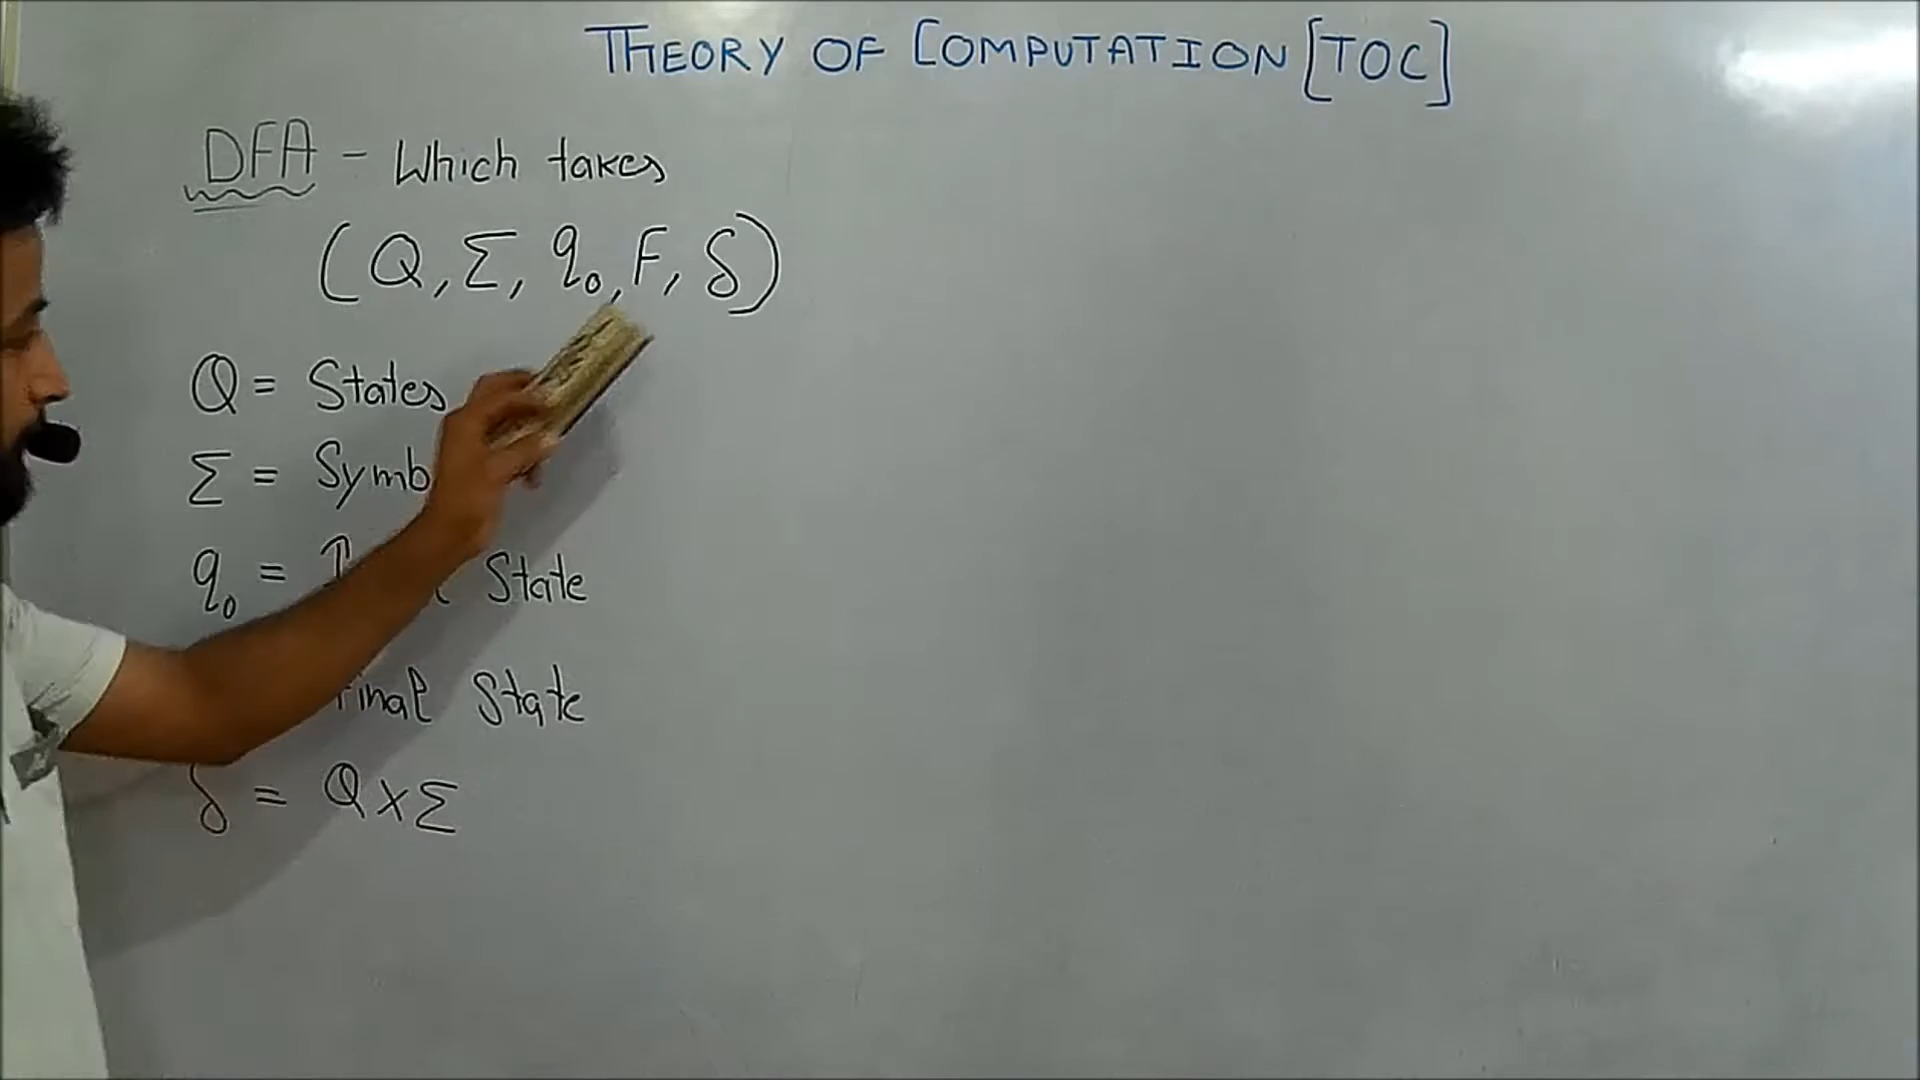 THEORY OF COMPUTATION [TOC]
DFA - Which takes
(Q, Σ, q₀, F, δ)
Q = States
Σ = Symb
q₀ = State
Final State
δ = Q × Σ